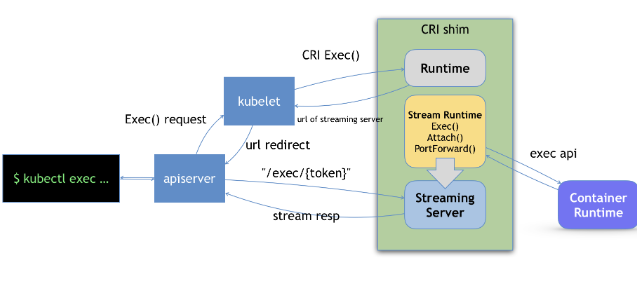 CRI shim
CRI Exec()
Runtime
kubelet
url of streaming server
Exec() request
Stream Runtime
Exec()
Attach()
PortForward()
url redirect
exec api
$ kubectl exec ...
apiserver
"/exec/{token}"
Streaming
Server
Container
Runtime
stream resp